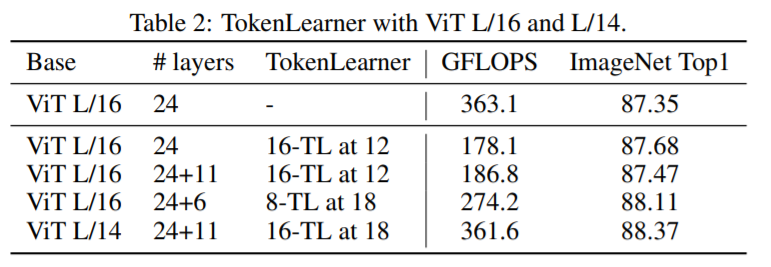 Table 2: TokenLearner with ViT L/16 and L/14.
Base # layers TokenLearner GFLOPS ImageNet Top1
ViT L/16 24 - 363.1 87.35
ViT L/16 24 16-TL at 12 178.1 87.68
ViT L/16 24+11 16-TL at 12 186.8 87.47
ViT L/16 24+6 8-TL at 18 274.2 88.11
ViT L/14 24+11 16-TL at 18 361.6 88.37